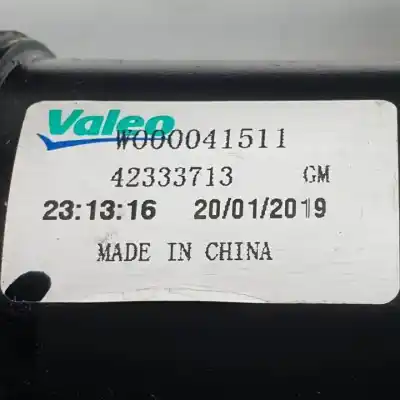 Valeo
W000041511
42333713 GM
23:13:16 20/01/2019
MADE IN CHINA